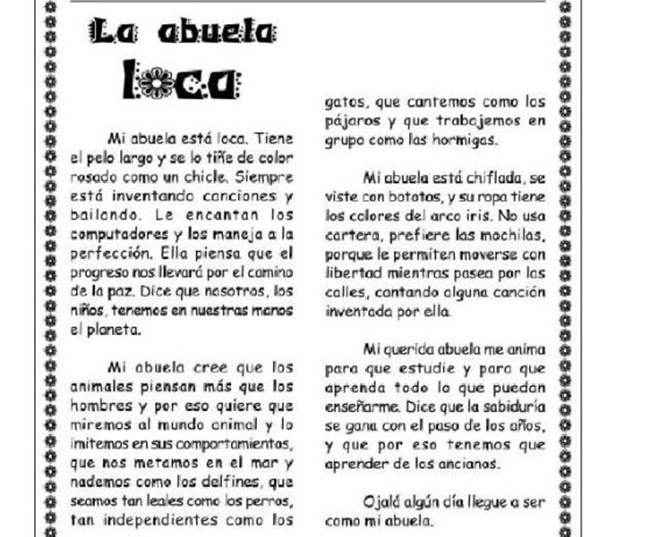 La abuela
loca
Mi abuela está loca. Tiene
el pelo largo y se lo tiñe de color
rosado como un chicle. Siempre
está inventando canciones y
bailando. Le encantan los
computadores y los maneja a la
perfección. Ella piensa que el
progreso nos llevará por el camino
de la paz. Dice que nosotros, los
niños, tenemos en nuestras manos
el planeta.
Mi abuela cree que los
animales piensan más que los
hombres y por eso quiere que
miremos al mundo animal y lo
imitemos en sus comportamientos,
que nos metamos en el mar y
nademos como los delfines, que
seamos tan leales como los perros,
tan independientes como los
gatos, que cantemos como los
pájaros y que trabajemos en
grupo como las hormigas.
Mi abuela está chiflada, se
viste con bototos, y su ropa tiene
los colores del arco iris. No usa
cartera, prefiere las mochilas,
porque le permiten moverse con
libertad mientras pasea por las
calles, cantando alguna canción
inventada por ella.
Mi querida abuela me anima
para que estudie y para que
aprenda todo lo que puedan
enseñarme. Dice que la sabiduría
se gana con el paso de los años,
y que por eso tenemos que
aprender de los ancianos.
Ojalá algún día llegue a ser
como mi abuela.